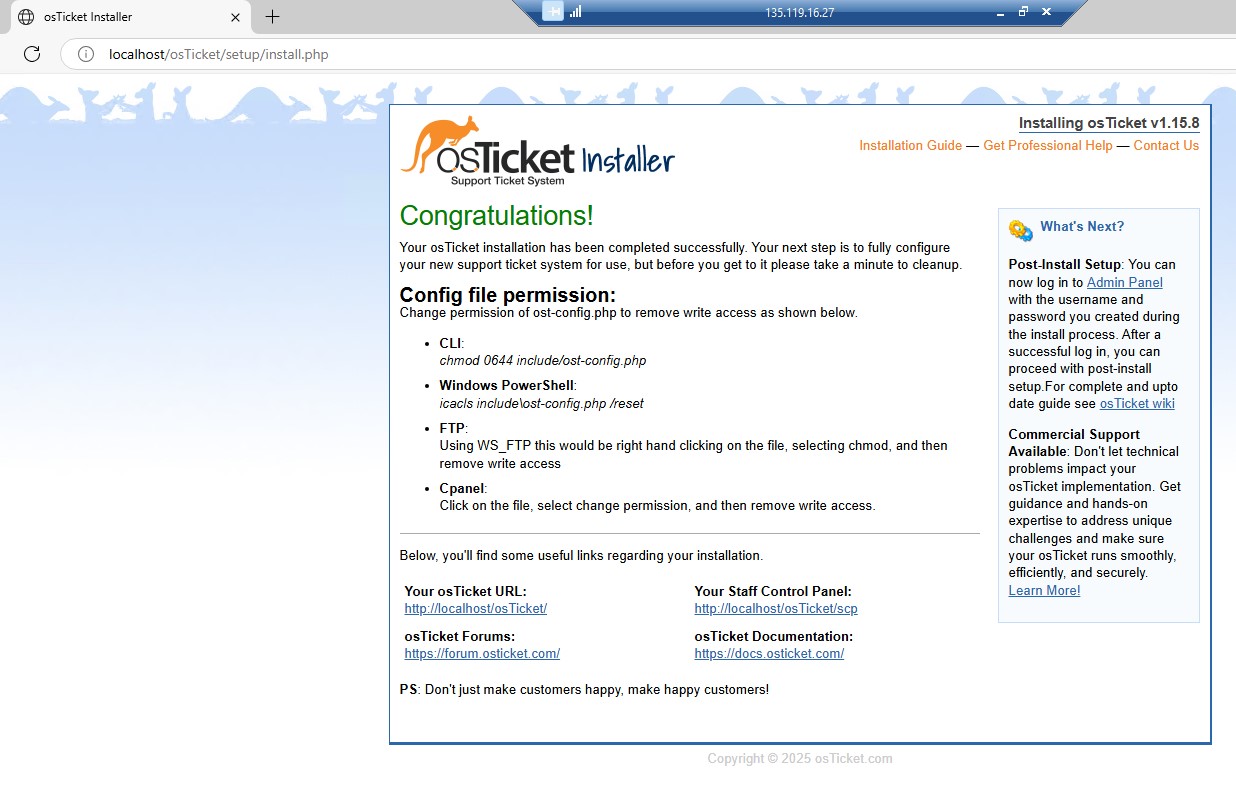 osTicket Installer
135.119.16.27
localhost/osTicket/setup/install.php
osTicket Installer
Support Ticket System
Installing osTicket v1.15.8
Installation Guide — Get Professional Help — Contact Us
Congratulations!
Your osTicket installation has been completed successfully. Your next step is to fully configure
your new support ticket system for use, but before you get to it please take a minute to cleanup.
Config file permission:
Change permission of ost-config.php to remove write access as shown below.
• CLI:
chmod 0644 include/ost-config.php
• Windows PowerShell:
icacls include\ost-config.php /reset
• FTP:
Using WS_FTP this would be right hand clicking on the file, selecting chmod, and then
remove write access
• Cpanel:
Click on the file, select change permission, and then remove write access.
Below, you'll find some useful links regarding your installation.
Your osTicket URL:
http://localhost/osTicket/
Your Staff Control Panel:
http://localhost/osTicket/scp
osTicket Forums:
https://forum.osticket.com/
osTicket Documentation:
https://docs.osticket.com/
PS: Don't just make customers happy, make happy customers!
What's Next?
Post-Install Setup: You can
now log in to Admin Panel
with the username and
password you created during
the install process. After a
successful log in, you can
proceed with post-install
setup.For complete and upto
date guide see osTicket wiki
Commercial Support
Available: Don't let technical
problems impact your
osTicket implementation. Get
guidance and hands-on
expertise to address unique
challenges and make sure
your osTicket runs smoothly,
efficiently, and securely.
Learn More!
Copyright © 2025 osTicket.com